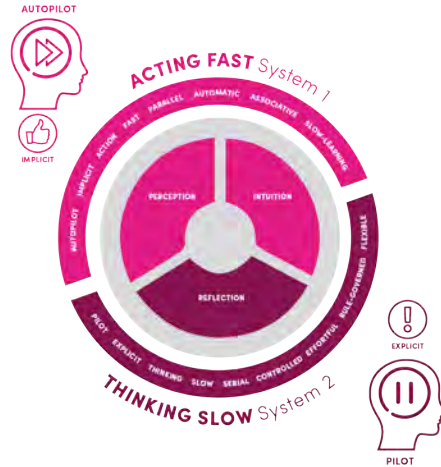 AUTOPILOT
IMPLICIT
ACTING FAST System 1
AUTOPILOT IMPLICIT ACTION FAST PARALLEL AUTOMATIC ASSOCIATIVE SLOW-LEARNING
PERCEPTION
INTUITION
REFLECTION
PILOT EXPLICIT THINKING SLOW SERIAL CONTROLLED EFFORTFUL RULE-GOVERNED FLEXIBLE
THINKING SLOW System 2
EXPLICIT
PILOT